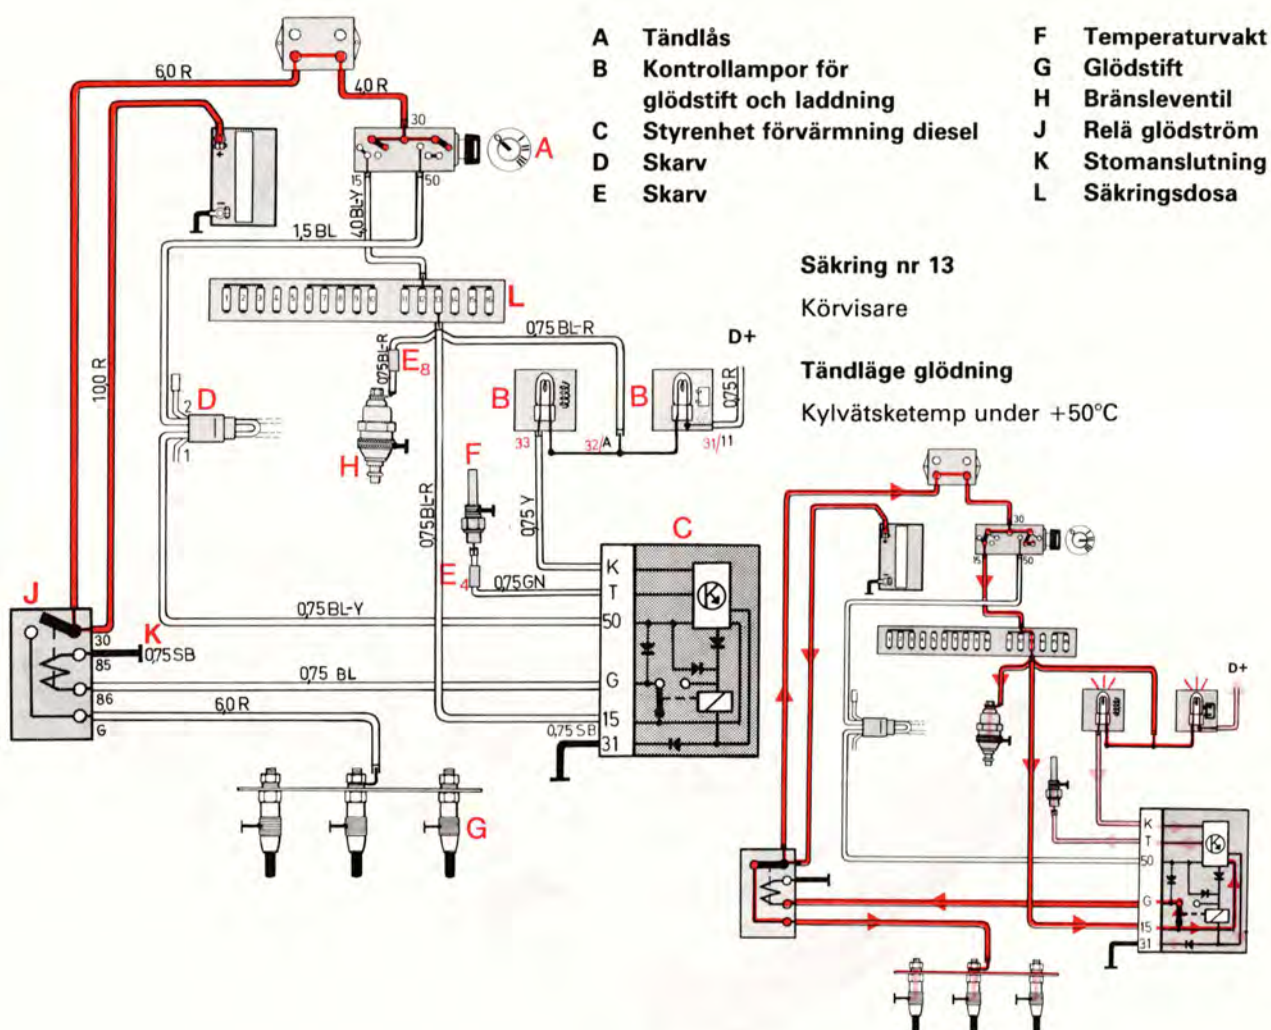 A Tändlås
B Kontrollampor för
glödstift och laddning
C Styrenhet förvärmning diesel
D Skarv
E Skarv
F Temperaturvakt
G Glödstift
H Bränsleventil
J Relä glödström
K Stomanslutning
L Säkringsdosa
Säkring nr 13
Körvisare
Tändläge glödning
Kylvätsketemp under +50°C
6,0 R
4,0 R
30
A
15
50
+
-
1,5 BL
4,0 BL-Y
L
10,0 R
0,75 BL-R
0,75 BL-R
E8
D+
0,75 R
B
B
33
32/A
31/11
2
D
1
H
F
0,75 BL-R
0,75 Y
E4
0,75 GN
C
K
T
50
G
15
31
0,75 BL-Y
J
30
K
0,75 SB
85
86
G
0,75 BL
6,0 R
0,75 SB
G
30
15
50
D+
K
T
50
G
15
31